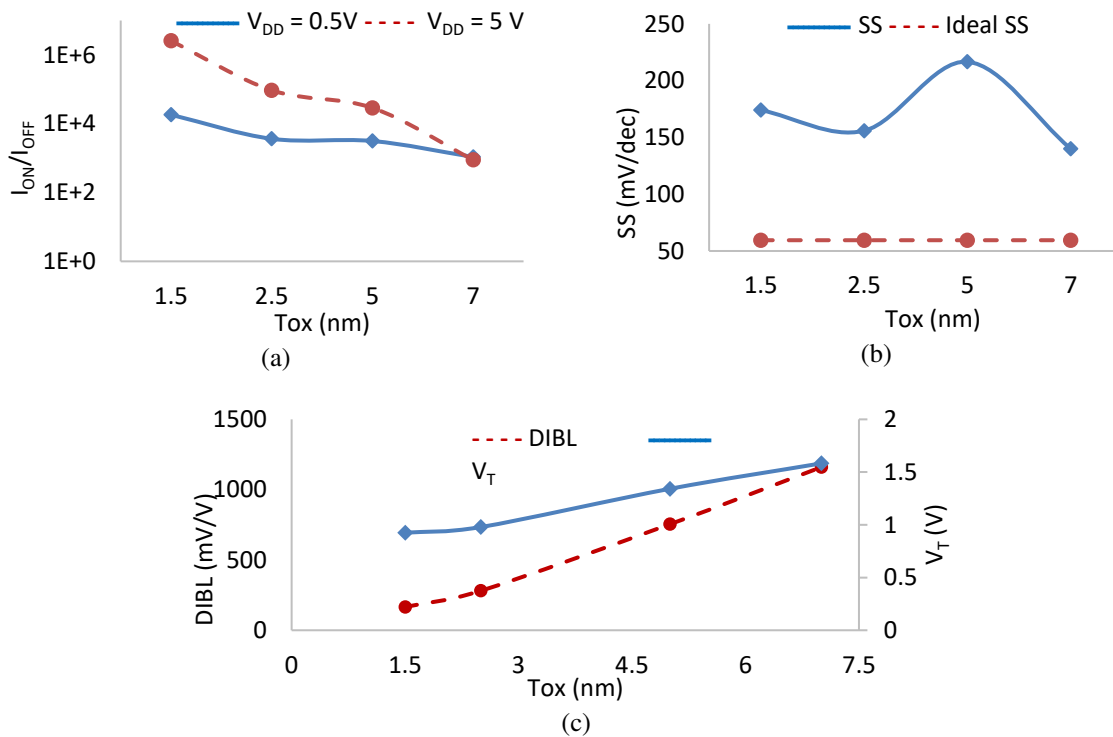 V_DD = 0.5V V_DD = 5 V
1E+6
1E+4
1E+2
1E+0
I_ON/I_OFF
1.5 2.5 5 7
Tox (nm)
(a)
SS Ideal SS
250
200
150
100
50
SS (mV/dec)
1.5 2.5 5 7
Tox (nm)
(b)
DIBL
V_T
1500
1000
500
0
DIBL (mV/V)
2
1.5
1
0.5
0
V_T (V)
0 1.5 3 4.5 6 7.5
Tox (nm)
(c)